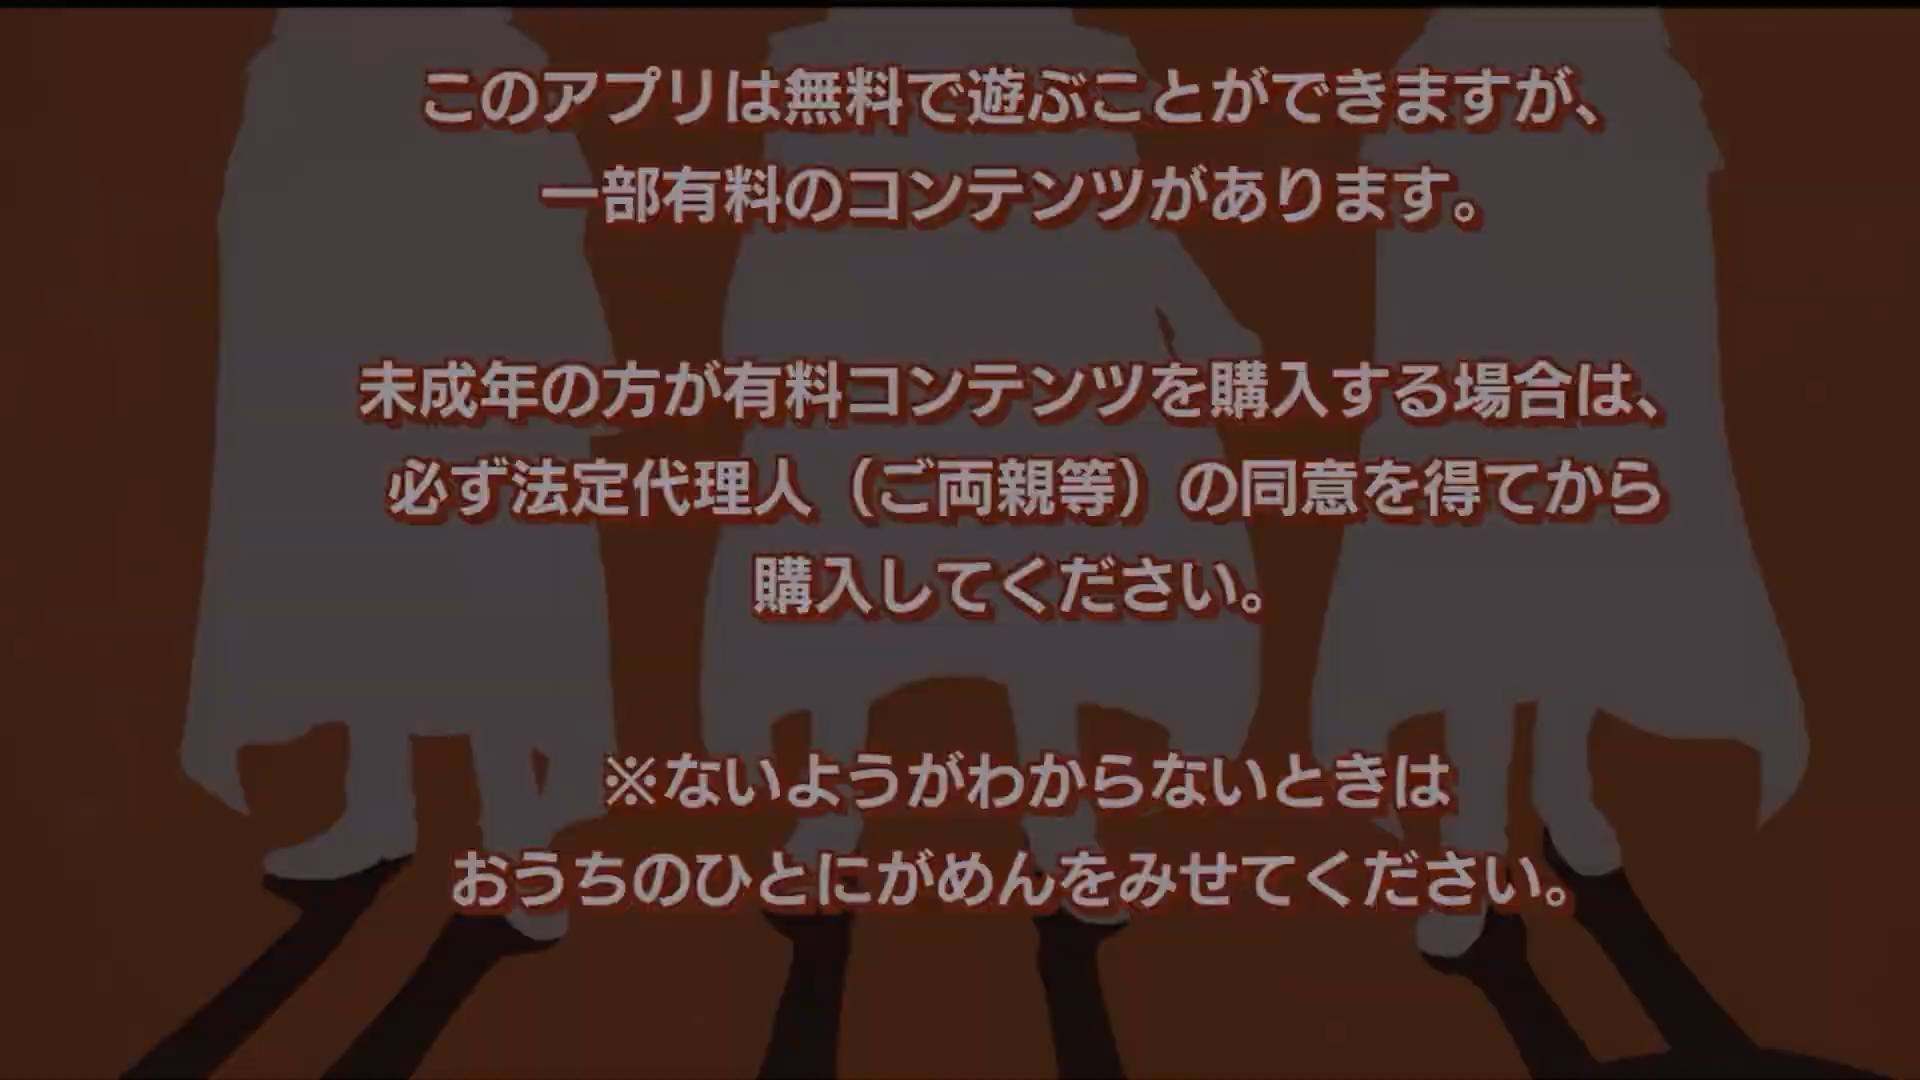 このアプリは無料で遊ぶことができますが、
一部有料のコンテンツがあります。
未成年の方が有料コンテンツを購入する場合は、
必ず法定代理人（ご両親等）の同意を得てから
購入してください。
※ないようがわからないときは
おうちのひとにがめんをみせてください。